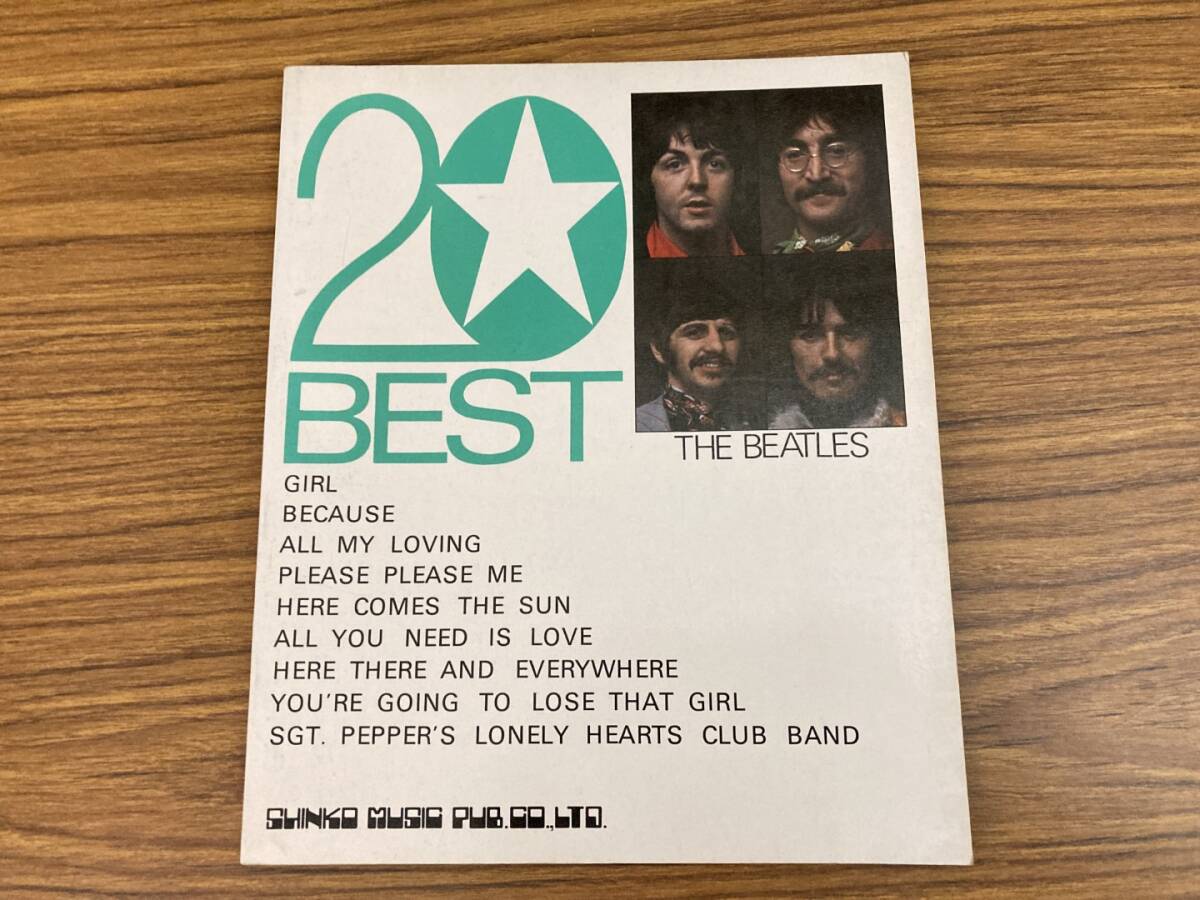 20
BEST
THE BEATLES
GIRL
BECAUSE
ALL MY LOVING
PLEASE PLEASE ME
HERE COMES THE SUN
ALL YOU NEED IS LOVE
HERE THERE AND EVERYWHERE
YOU'RE GOING TO LOSE THAT GIRL
SGT. PEPPER'S LONELY HEARTS CLUB BAND
SHINKO MUSIC PUB.CO.,LTD.